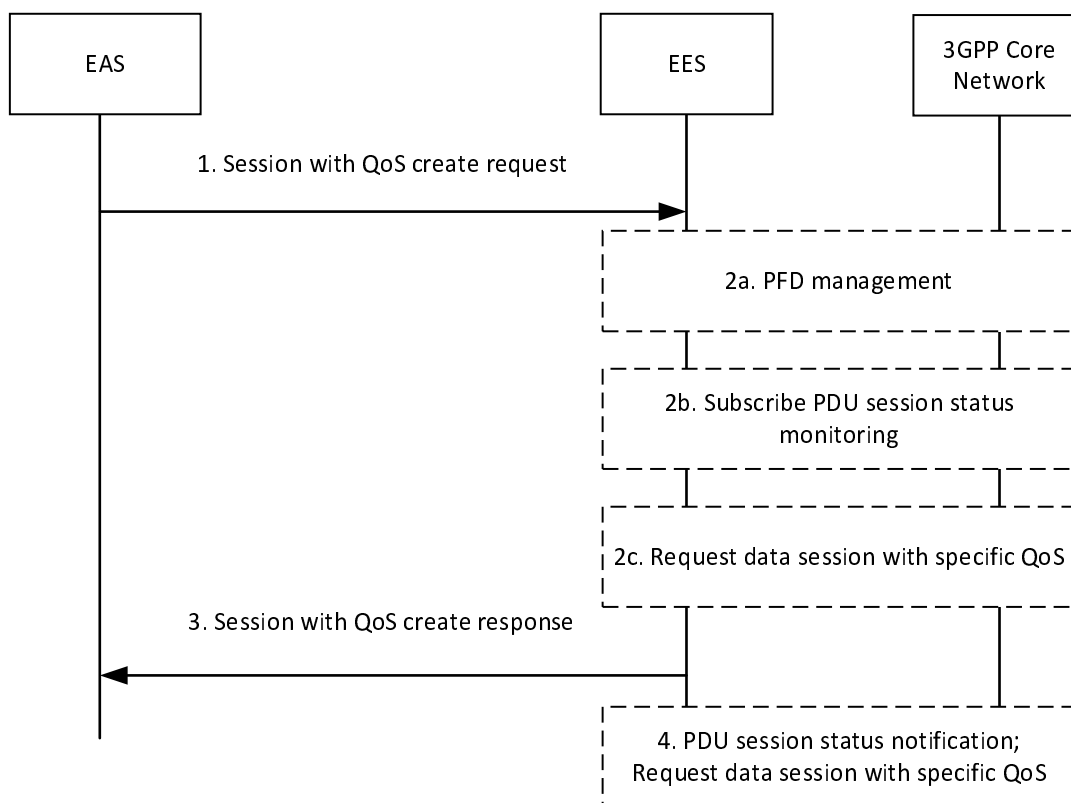 EAS
EES
3GPP Core
Network
1. Session with QoS create request
2a. PFD management
2b. Subscribe PDU session status
monitoring
2c. Request data session with specific QoS
3. Session with QoS create response
4. PDU session status notification;
Request data session with specific QoS